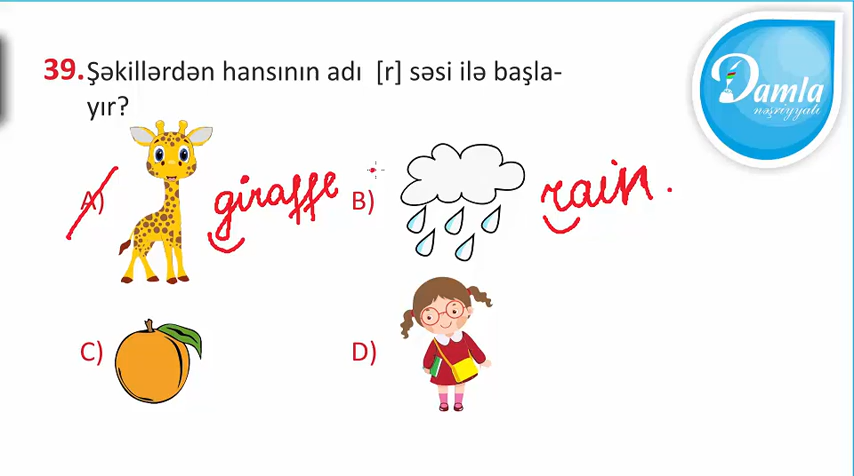 39. Şəkillərdən hansının adı [r] səsi ilə başla-
yır?
A) giraffe B) rain.
C) D)
Damla
nəşriyyatı